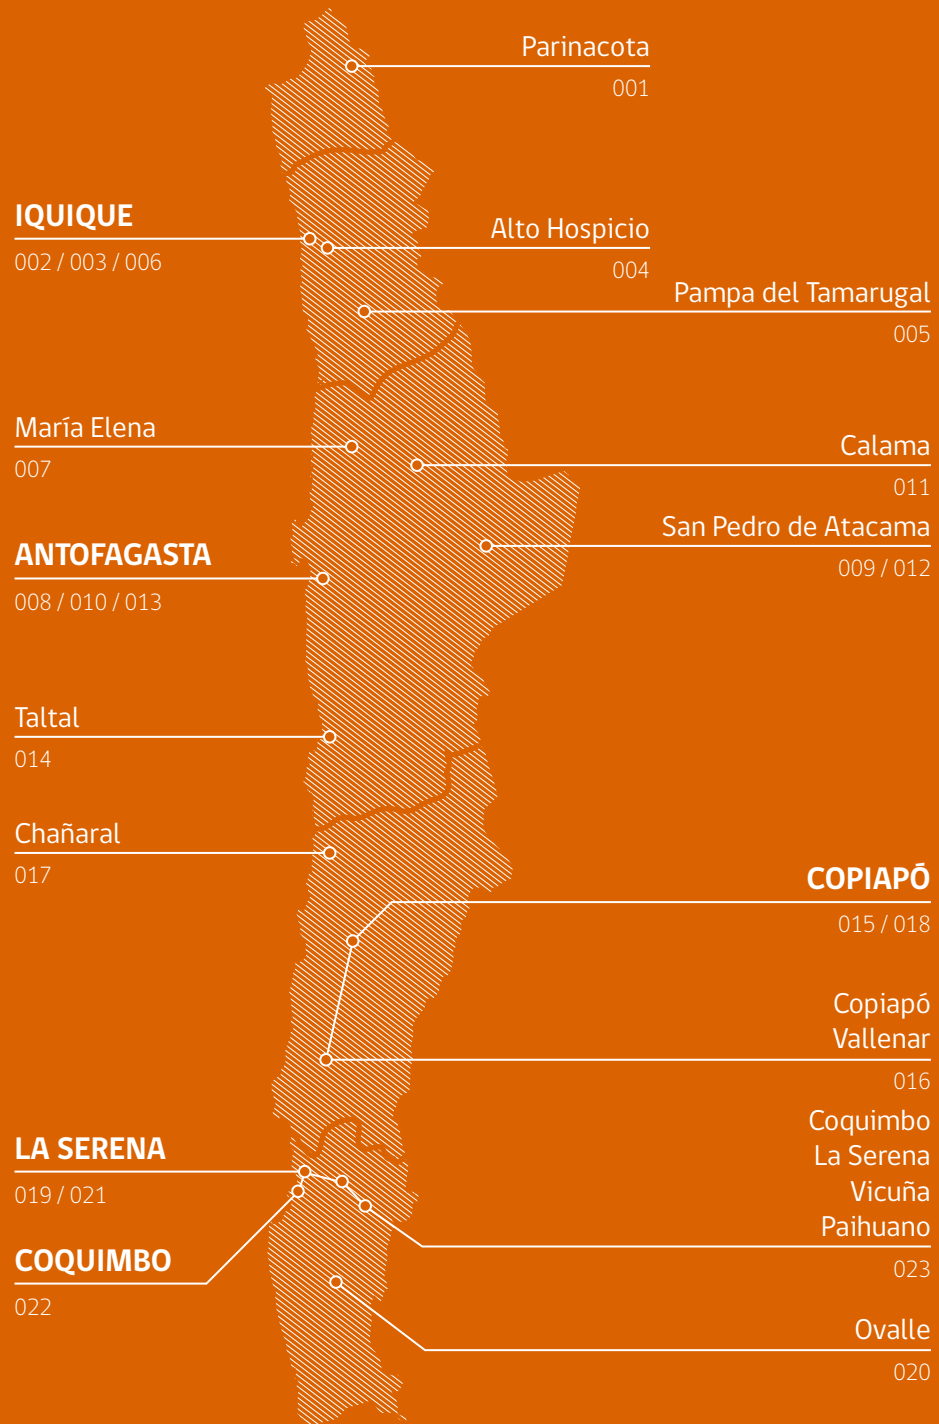 Parinacota
001
IQUIQUE
002 / 003 / 006
Alto Hospicio
004
Pampa del Tamarugal
005
María Elena
007
Calama
011
San Pedro de Atacama
009 / 012
ANTOFAGASTA
008 / 010 / 013
Taltal
014
Chañaral
017
COPIAPÓ
015 / 018
Copiapó
Vallenar
016
Coquimbo
La Serena
Vicuña
Paihuano
023
LA SERENA
019 / 021
COQUIMBO
022
Ovalle
020